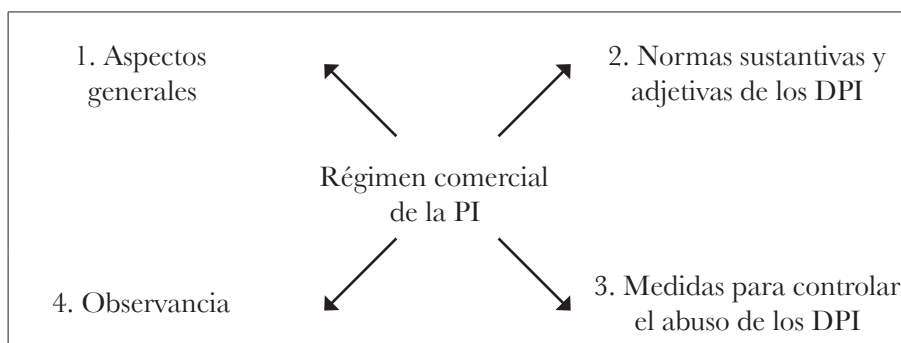 1. Aspectos
generales
2. Normas sustantivas y
adjetivas de los DPI
Régimen comercial
de la PI
4. Observancia
3. Medidas para controlar
el abuso de los DPI